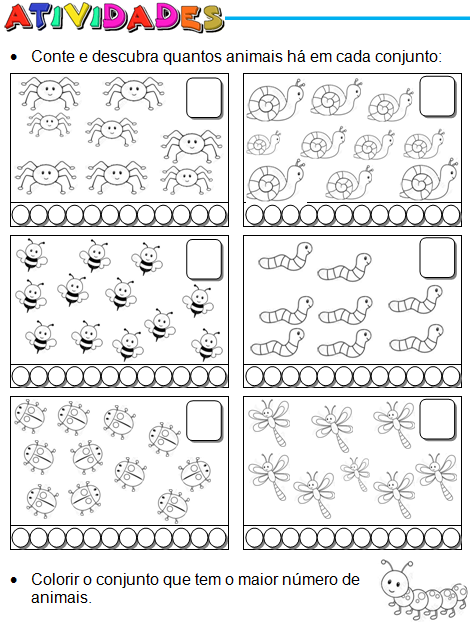 ATIVIDADES
• Conte e descubra quantos animais há em cada conjunto:
• Colorir o conjunto que tem o maior número de
animais.